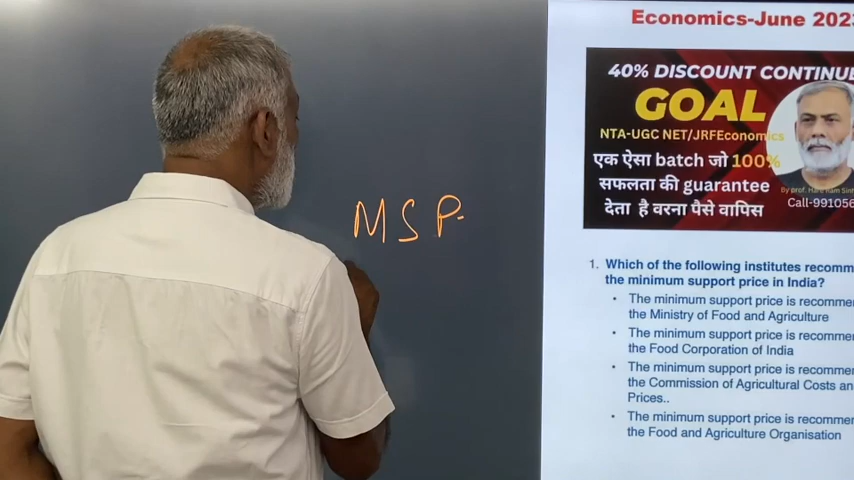 MSP
Economics-June 202
40% DISCOUNT CONTINUE
GOAL
NTA-UGC NET/JRFEconomics
एक ऐसा batch जो 100%
सफलता की guarantee
देता है वरना पैसे वापिस
Call-991056
1. Which of the following institutes recomm
the minimum support price in India?
• The minimum support price is recomme
the Ministry of Food and Agriculture
• The minimum support price is recomme
the Food Corporation of India
• The minimum support price is recomme
the Commission of Agricultural Costs an
Prices..
• The minimum support price is recomme
the Food and Agriculture Organisation